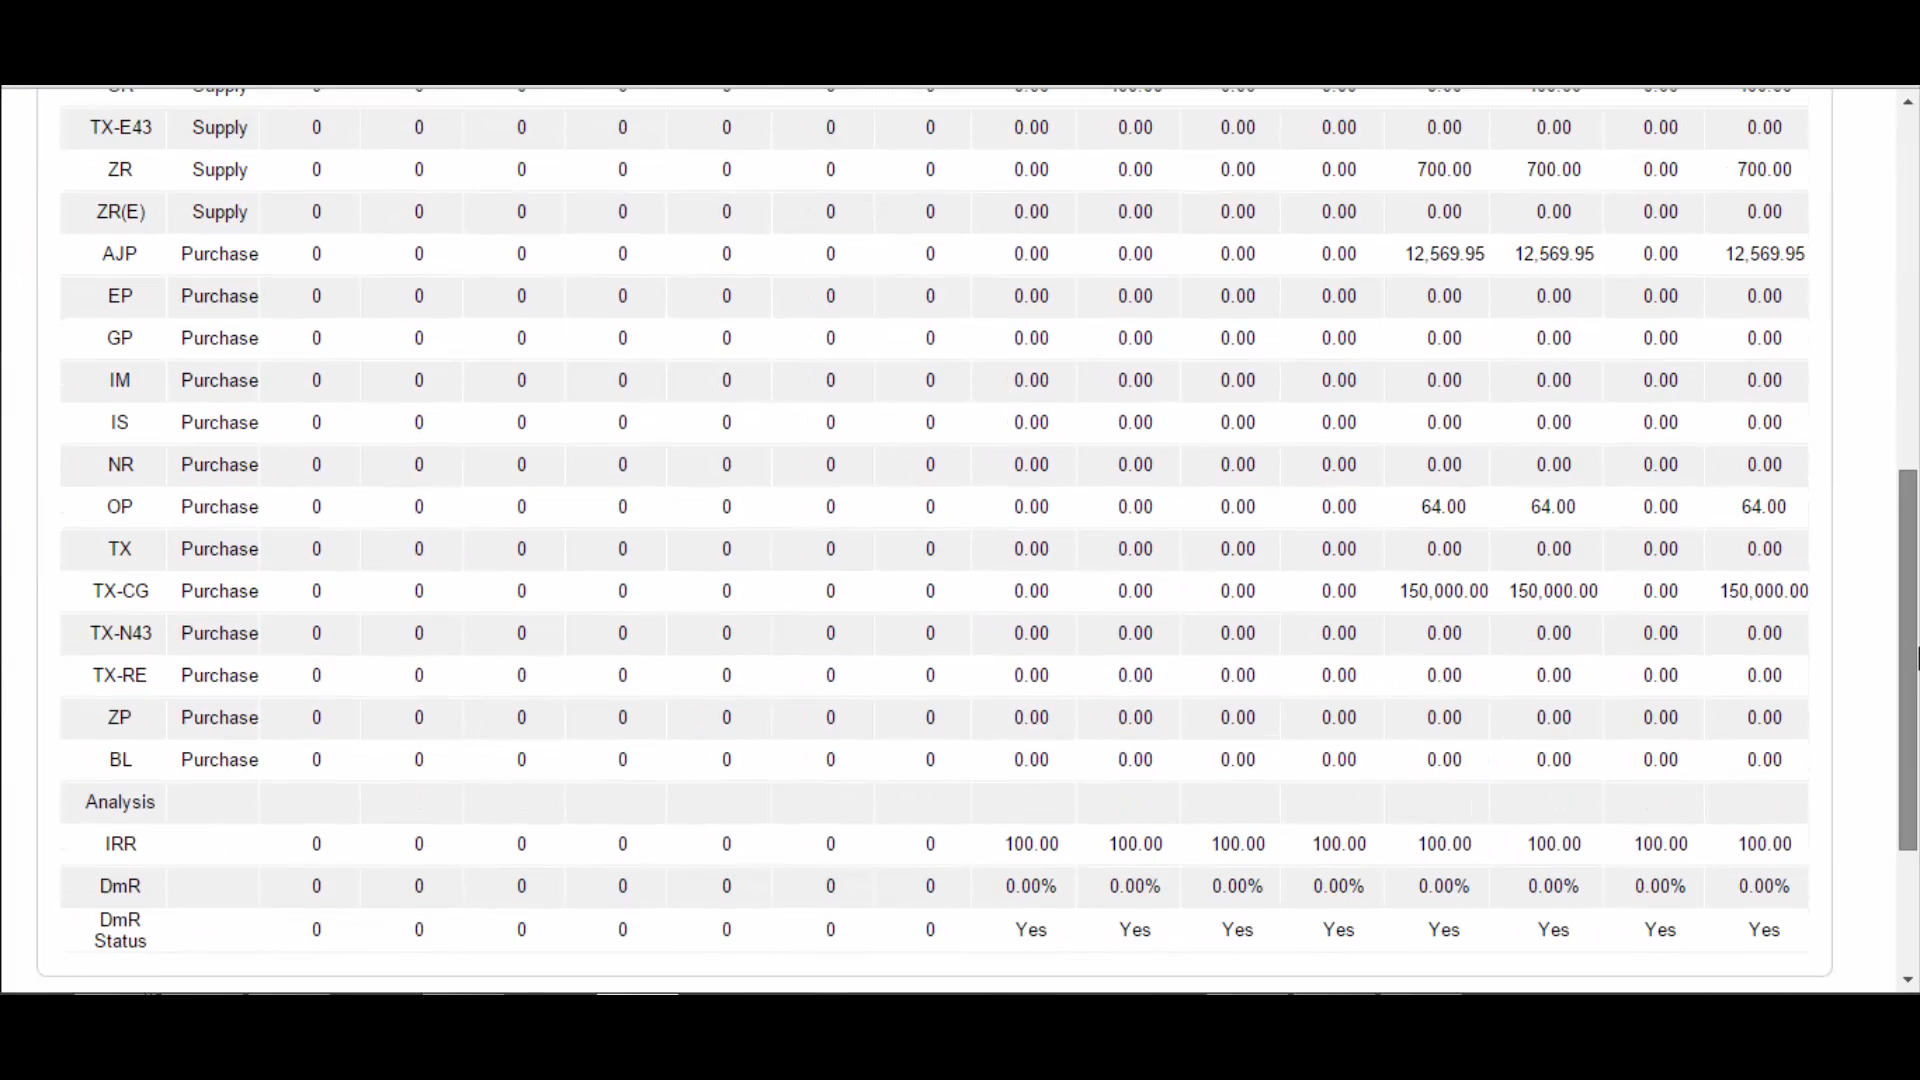 TX-E43 Supply 0 0 0 0 0 0 0 0.00 0.00 0.00 0.00 0.00 0.00 0.00 0.00
ZR Supply 0 0 0 0 0 0 0 0.00 0.00 0.00 0.00 700.00 700.00 0.00 700.00
ZR(E) Supply 0 0 0 0 0 0 0 0.00 0.00 0.00 0.00 0.00 0.00 0.00 0.00
AJP Purchase 0 0 0 0 0 0 0 0.00 0.00 0.00 0.00 12,569.95 12,569.95 0.00 12,569.95
EP Purchase 0 0 0 0 0 0 0 0.00 0.00 0.00 0.00 0.00 0.00 0.00 0.00
GP Purchase 0 0 0 0 0 0 0 0.00 0.00 0.00 0.00 0.00 0.00 0.00 0.00
IM Purchase 0 0 0 0 0 0 0 0.00 0.00 0.00 0.00 0.00 0.00 0.00 0.00
IS Purchase 0 0 0 0 0 0 0 0.00 0.00 0.00 0.00 0.00 0.00 0.00 0.00
NR Purchase 0 0 0 0 0 0 0 0.00 0.00 0.00 0.00 0.00 0.00 0.00 0.00
OP Purchase 0 0 0 0 0 0 0 0.00 0.00 0.00 0.00 64.00 64.00 0.00 64.00
TX Purchase 0 0 0 0 0 0 0 0.00 0.00 0.00 0.00 0.00 0.00 0.00 0.00
TX-CG Purchase 0 0 0 0 0 0 0 0.00 0.00 0.00 0.00 150,000.00 150,000.00 0.00 150,000.00
TX-N43 Purchase 0 0 0 0 0 0 0 0.00 0.00 0.00 0.00 0.00 0.00 0.00 0.00
TX-RE Purchase 0 0 0 0 0 0 0 0.00 0.00 0.00 0.00 0.00 0.00 0.00 0.00
ZP Purchase 0 0 0 0 0 0 0 0.00 0.00 0.00 0.00 0.00 0.00 0.00 0.00
BL Purchase 0 0 0 0 0 0 0 0.00 0.00 0.00 0.00 0.00 0.00 0.00 0.00
Analysis
IRR 0 0 0 0 0 0 0 100.00 100.00 100.00 100.00 100.00 100.00 100.00 100.00
DmR 0 0 0 0 0 0 0 0.00% 0.00% 0.00% 0.00% 0.00% 0.00% 0.00% 0.00%
DmR
Status 0 0 0 0 0 0 0 Yes Yes Yes Yes Yes Yes Yes Yes